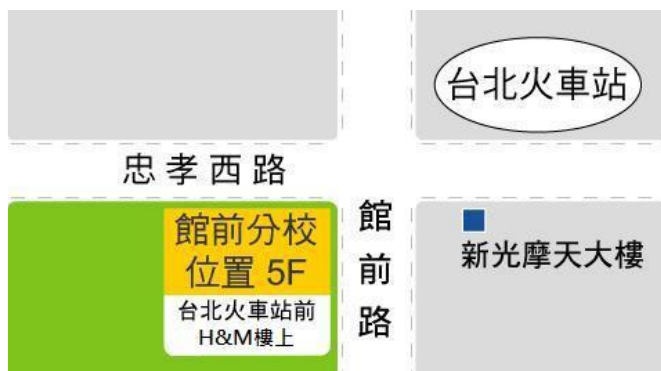 台北火車站
忠孝西路
館前分校
位置 5F
台北火車站前
H&M樓上
館前路
新光摩天大樓